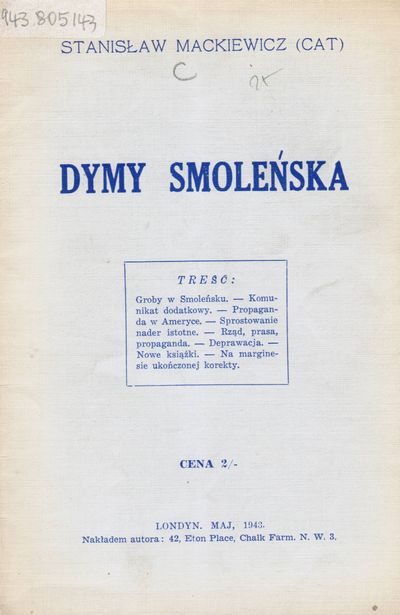 943 805143
STANISŁAW MACKIEWICZ (CAT)
C
DYMY SMOLEŃSKA
TREŚĆ:
Groby w Smoleńsku. — Komu-
nikat dodatkowy. — Propagan-
da w Ameryce. — Sprostowanie
nader istotne. — Rząd, prasa,
propaganda. — Deprawacja. —
Nowe książki. — Na margine-
sie ukończonej korekty.
CENA 2/-
LONDYN. MAJ, 1943.
Nakładem autora: 42, Eton Place, Chalk Farm. N. W. 3.